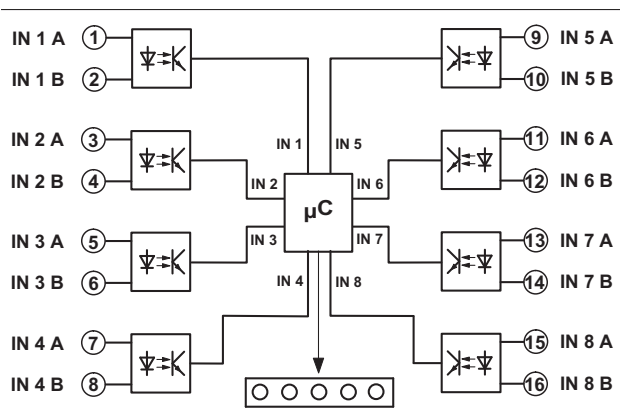 IN 1 A 1
IN 1 B 2
IN 2 A 3
IN 2 B 4
IN 3 A 5
IN 3 B 6
IN 4 A 7
IN 4 B 8
IN 1
IN 2
IN 3
IN 4
µC
IN 5
IN 6
IN 7
IN 8
9 IN 5 A
10 IN 5 B
11 IN 6 A
12 IN 6 B
13 IN 7 A
14 IN 7 B
15 IN 8 A
16 IN 8 B